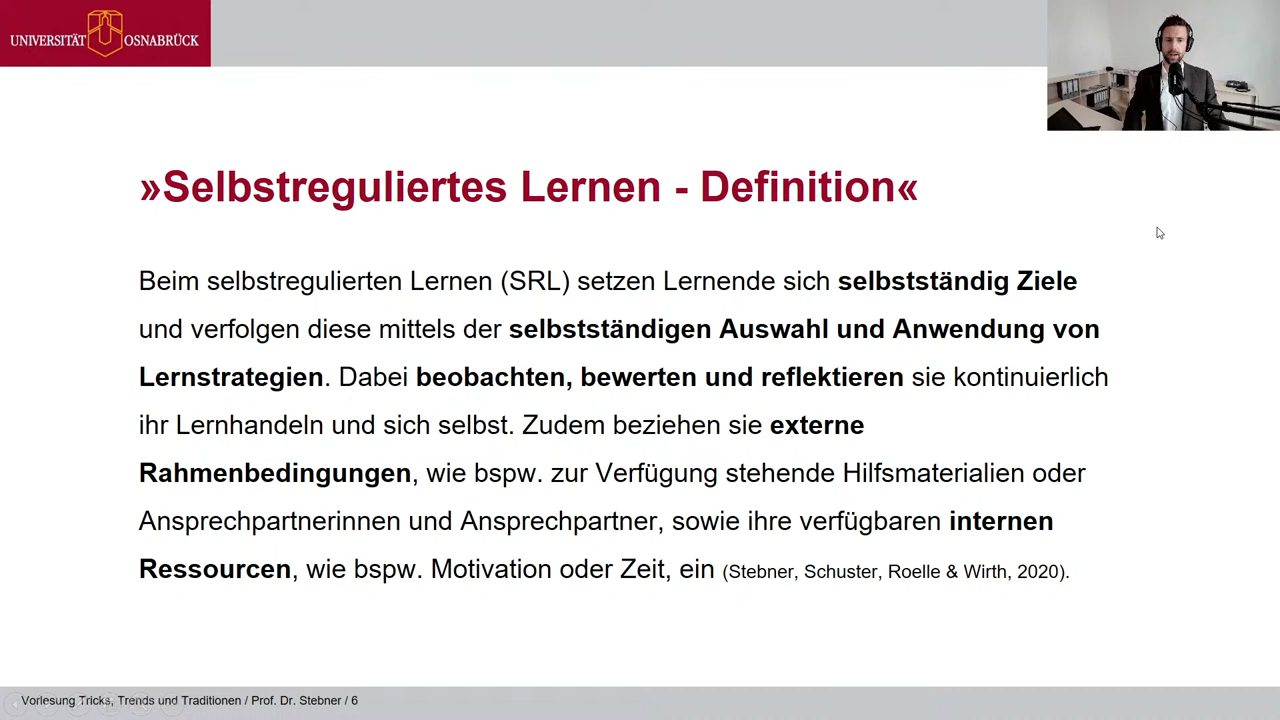 UNIVERSITÄT OSNABRÜCK
»Selbstreguliertes Lernen - Definition«
Beim selbstregulierten Lernen (SRL) setzen Lernende sich selbstständig Ziele
und verfolgen diese mittels der selbstständigen Auswahl und Anwendung von
Lernstrategien. Dabei beobachten, bewerten und reflektieren sie kontinuierlich
ihr Lernhandeln und sich selbst. Zudem beziehen sie externe
Rahmenbedingungen, wie bspw. zur Verfügung stehende Hilfsmaterialien oder
Ansprechpartnerinnen und Ansprechpartner, sowie ihre verfügbaren internen
Ressourcen, wie bspw. Motivation oder Zeit, ein (Stebner, Schuster, Roelle & Wirth, 2020).
Vorlesung Tricks, Trends und Traditionen / Prof. Dr. Stebner / 6